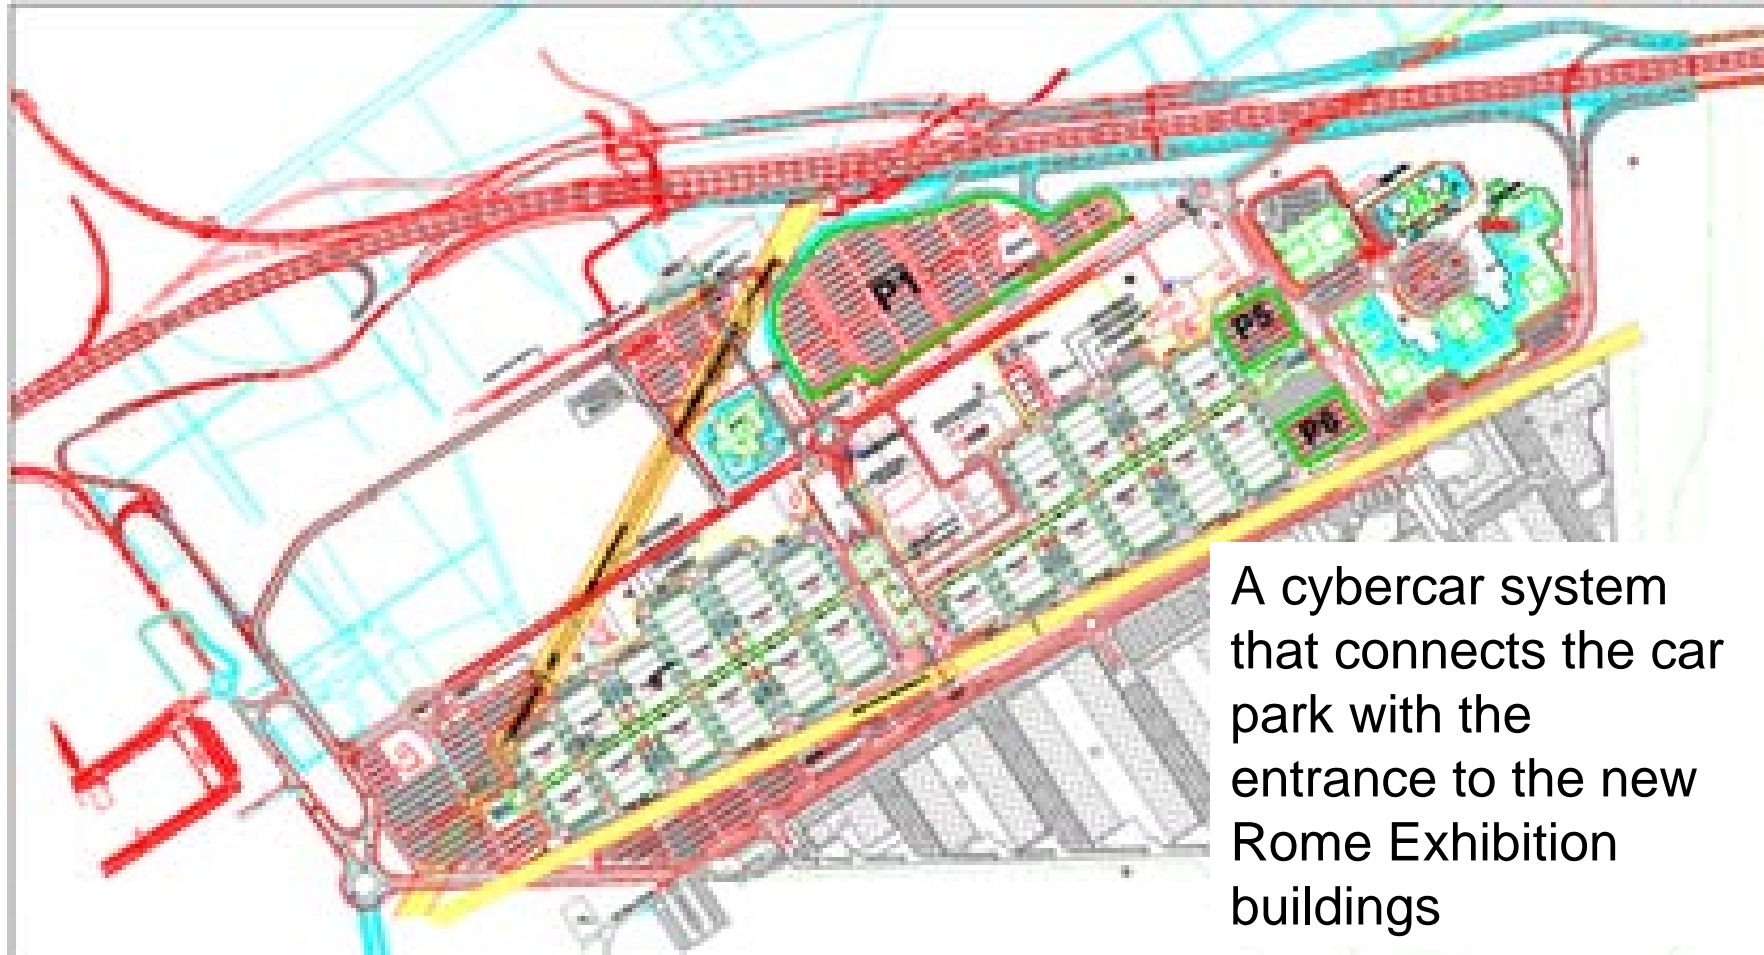 P1
P5
P6
A cybercar system
that connects the car
park with the
entrance to the new
Rome Exhibition
buildings